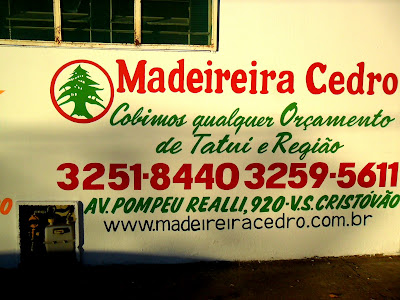 Madeireira Cedro
Cobimos qualquer Orçamento
de Tatui e Região
3251-8440 3259-5611
AV. POMPEU REALLI, 920-V.S. CRISTÓVÃO
www.madeireiracedro.com.br